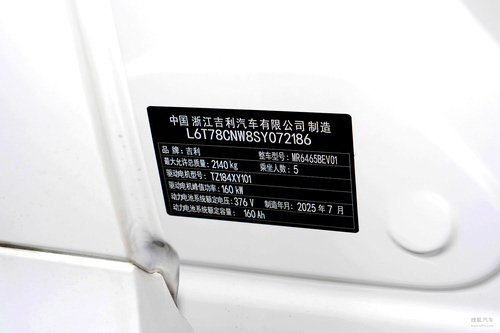 中国 浙江吉利汽车有限公司 制造
L6T78CNW8SY072186
品牌：吉利 整车型号：MR6465BEV01
最大允许总质量：2140 kg 乘坐人数：5
驱动电机型号：TZ184XY101
驱动电机峰值功率：160 kW
动力电池系统额定电压：376 V 制造年月：2025 年 7 月
动力电池系统额定容量：160 Ah
搜狐汽车